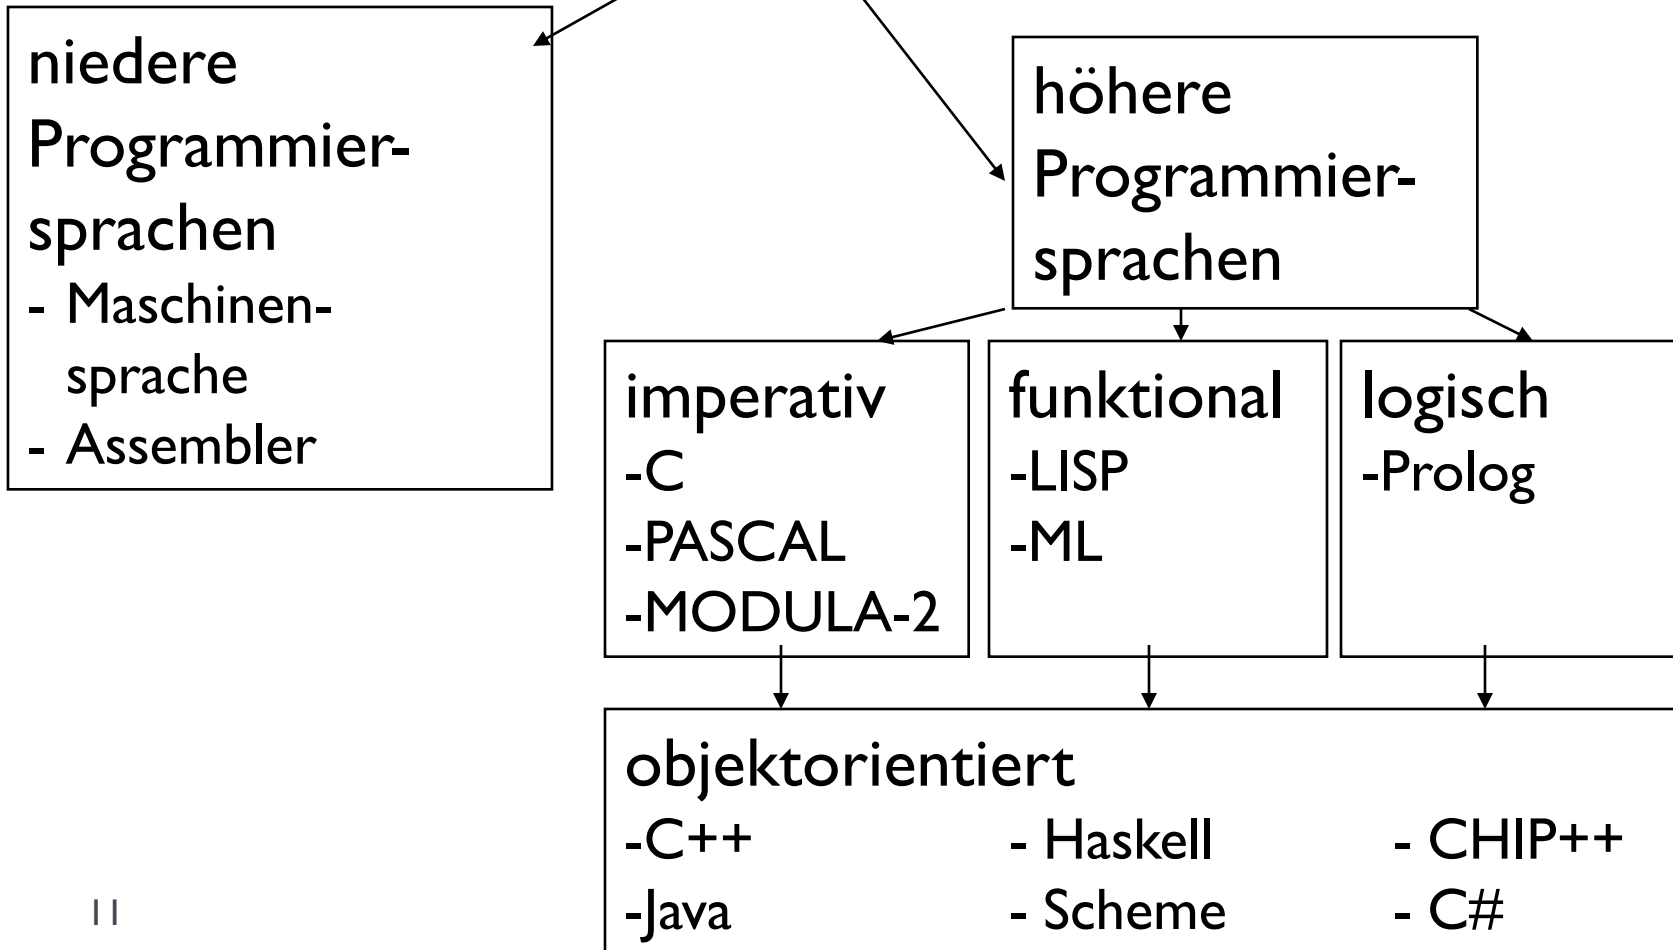 niedere
Programmier-
sprachen
- Maschinen-
sprache
- Assembler
höhere
Programmier-
sprachen
imperativ
-C
-PASCAL
-MODULA-2
funktional
-LISP
-ML
logisch
-Prolog
objektorientiert
-C++ - Haskell - CHIP++
-Java - Scheme - C#
11